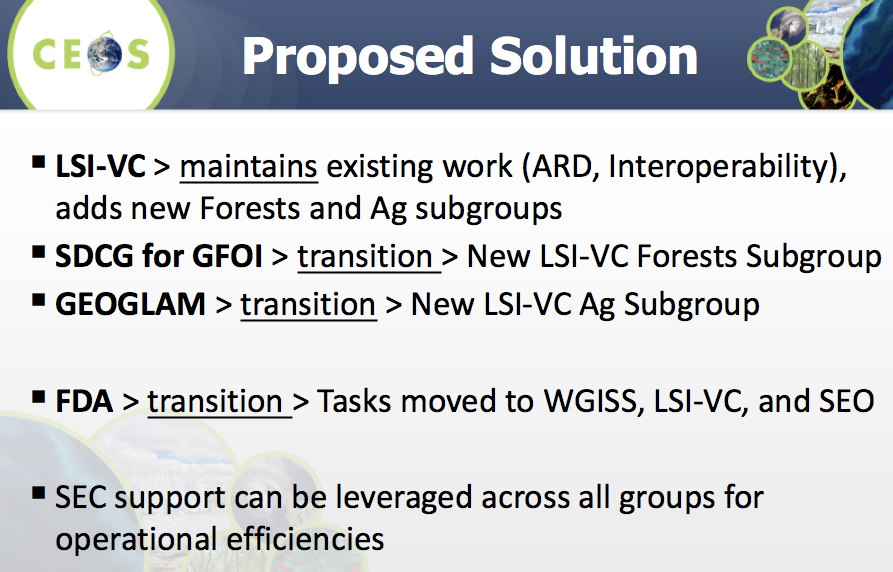 CEOS
Proposed Solution
▪ LSI-VC > maintains existing work (ARD, Interoperability),
adds new Forests and Ag subgroups
▪ SDCG for GFOI > transition > New LSI-VC Forests Subgroup
▪ GEOGLAM > transition > New LSI-VC Ag Subgroup
▪ FDA > transition > Tasks moved to WGISS, LSI-VC, and SEO
▪ SEC support can be leveraged across all groups for
operational efficiencies